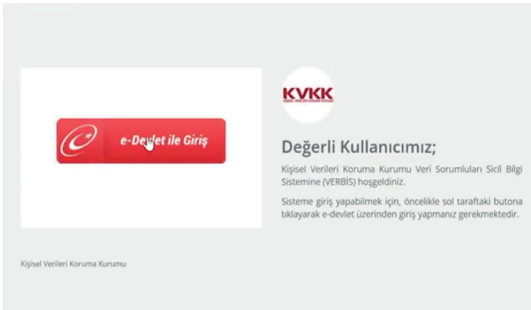 KVKK
e-Devlet ile Giriş
Değerli Kullanıcımız;
Kişisel Verileri Koruma Kurumu Veri Sorumluları Sicil Bilgi
Sistemine (VERBİS) hoşgeldiniz.
Sisteme giriş yapabilmek için, öncelikle sol taraftaki butona
tıklayarak e-devlet üzerinden giriş yapmanız gerekmektedir.
Kişisel Verileri Koruma Kurumu